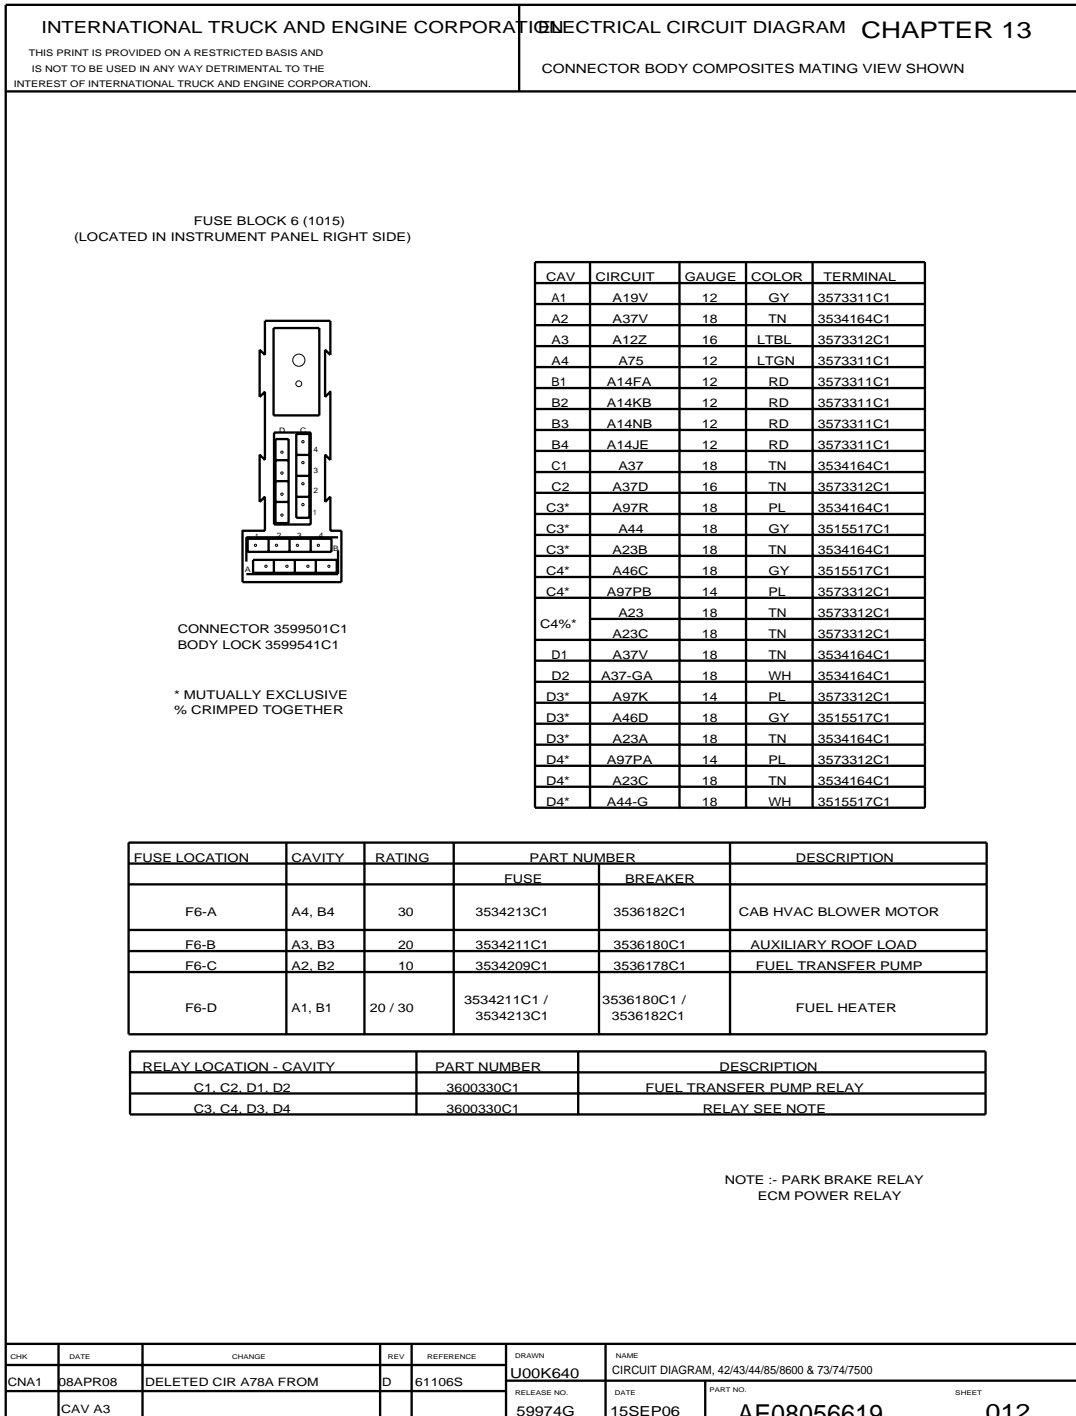 INTERNATIONAL TRUCK AND ENGINE CORPORATION
THIS PRINT IS PROVIDED ON A RESTRICTED BASIS AND
IS NOT TO BE USED IN ANY WAY DETRIMENTAL TO THE
INTEREST OF INTERNATIONAL TRUCK AND ENGINE CORPORATION.
ELECTRICAL CIRCUIT DIAGRAM CHAPTER 13
CONNECTOR BODY COMPOSITES MATING VIEW SHOWN
FUSE BLOCK 6 (1015)
(LOCATED IN INSTRUMENT PANEL RIGHT SIDE)
D C
4
3
2
1
1 2 3 4
B
A
CONNECTOR 3599501C1
BODY LOCK 3599541C1
* MUTUALLY EXCLUSIVE
% CRIMPED TOGETHER
CAV CIRCUIT GAUGE COLOR TERMINAL
A1 A19V 12 GY 3573311C1
A2 A37V 18 TN 3534164C1
A3 A12Z 16 LTBL 3573312C1
A4 A75 12 LTGN 3573311C1
B1 A14FA 12 RD 3573311C1
B2 A14KB 12 RD 3573311C1
B3 A14NB 12 RD 3573311C1
B4 A14JE 12 RD 3573311C1
C1 A37 18 TN 3534164C1
C2 A37D 16 TN 3573312C1
C3* A97R 18 PL 3534164C1
C3* A44 18 GY 3515517C1
C3* A23B 18 TN 3534164C1
C4* A46C 18 GY 3515517C1
C4* A97PB 14 PL 3573312C1
C4%* A23 18 TN 3573312C1
A23C 18 TN 3573312C1
D1 A37V 18 TN 3534164C1
D2 A37-GA 18 WH 3534164C1
D3* A97K 14 PL 3573312C1
D3* A46D 18 GY 3515517C1
D3* A23A 18 TN 3534164C1
D4* A97PA 14 PL 3573312C1
D4* A23C 18 TN 3534164C1
D4* A44-G 18 WH 3515517C1
FUSE LOCATION CAVITY RATING PART NUMBER DESCRIPTION
FUSE BREAKER
F6-A A4, B4 30 3534213C1 3536182C1 CAB HVAC BLOWER MOTOR
F6-B A3, B3 20 3534211C1 3536180C1 AUXILIARY ROOF LOAD
F6-C A2, B2 10 3534209C1 3536178C1 FUEL TRANSFER PUMP
F6-D A1, B1 20 / 30 3534211C1 / 3534213C1 3536180C1 / 3536182C1 FUEL HEATER
RELAY LOCATION - CAVITY PART NUMBER DESCRIPTION
C1, C2, D1, D2 3600330C1 FUEL TRANSFER PUMP RELAY
C3, C4, D3, D4 3600330C1 RELAY SEE NOTE
NOTE :- PARK BRAKE RELAY
ECM POWER RELAY
CHK DATE CHANGE REV REFERENCE DRAWN NAME
CNA1 08APR08 DELETED CIR A78A FROM D 61106S U00K640 CIRCUIT DIAGRAM, 42/43/44/85/8600 & 73/74/7500
RELEASE NO. DATE PART NO. SHEET
CAV A3 59974G 15SEP06 AE08056619 012